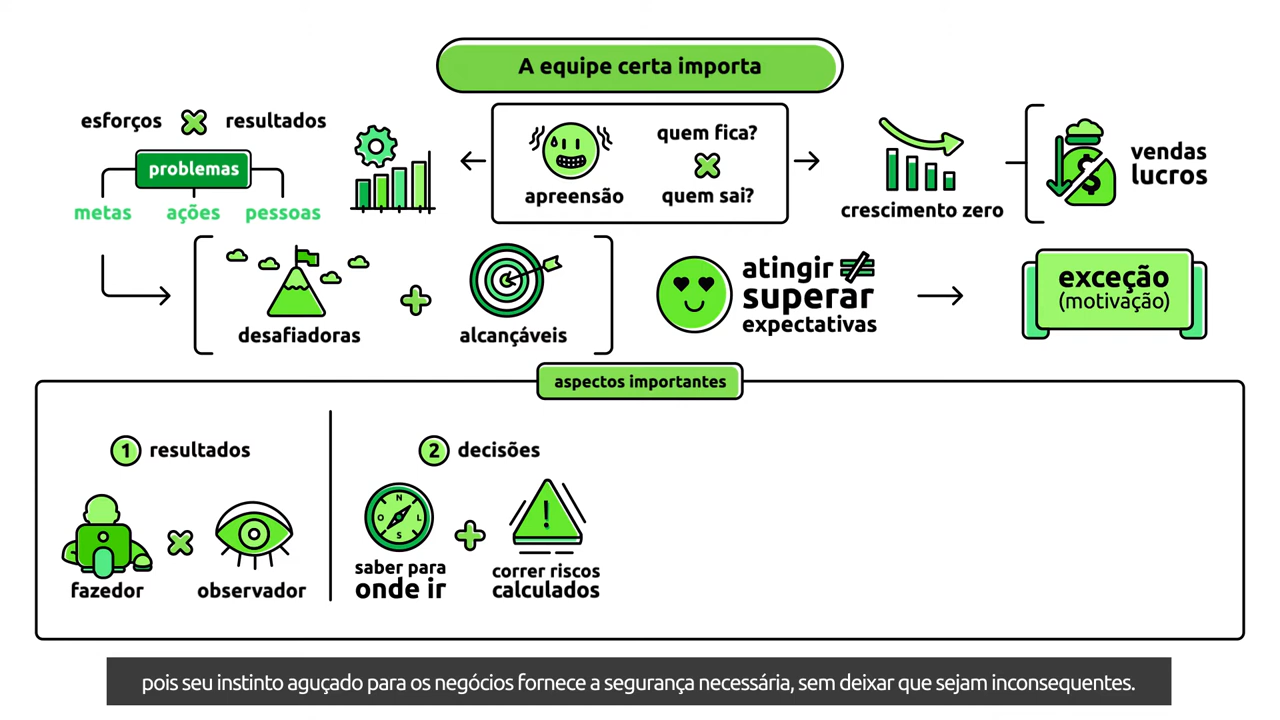 A equipe certa importa
esforços
resultados
problemas
metas
ações
pessoas
apreensão
quem fica?
quem sai?
crescimento zero
vendas
lucros
desafiadoras
alcançáveis
atingir
superar
expectativas
exceção
(motivação)
aspectos importantes
1 resultados
fazedor
observador
2 decisões
N
O L
S
saber para
onde ir
!
correr riscos
calculados
$
$
pois seu instinto aguçado para os negócios fornece a segurança necessária, sem deixar que sejam inconsequentes.